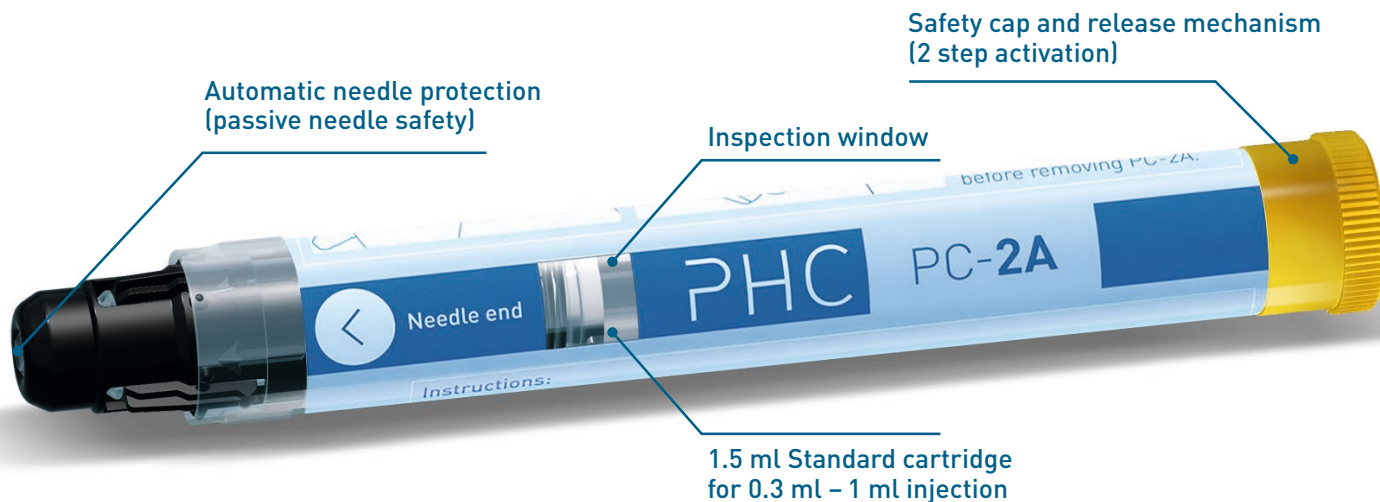 Safety cap and release mechanism
(2 step activation)
Automatic needle protection
(passive needle safety)
Inspection window
before removing PC-2A.
PHC PC-2A
Needle end
Instructions:
1.5 ml Standard cartridge
for 0.3 ml – 1 ml injection